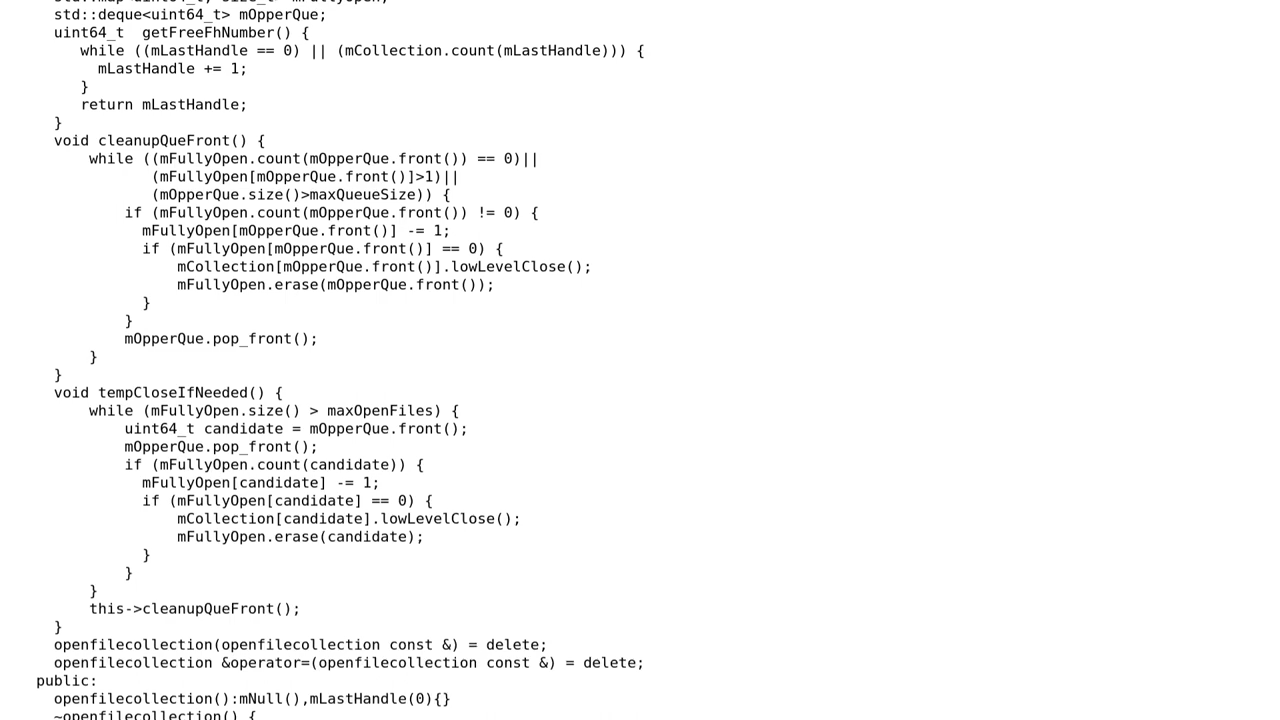 std::deque<uint64_t> mOpperQue;
uint64_t  getFreeFhNumber() {
while ((mLastHandle == 0) || (mCollection.count(mLastHandle))) {
mLastHandle += 1;
}
return mLastHandle;
}
void cleanupQueFront() {
while ((mFullyOpen.count(mOpperQue.front()) == 0)||
(mFullyOpen[mOpperQue.front()]>1)||
(mOpperQue.size()>maxQueueSize)) {
if (mFullyOpen.count(mOpperQue.front()) != 0) {
mFullyOpen[mOpperQue.front()] -= 1;
if (mFullyOpen[mOpperQue.front()] == 0) {
mCollection[mOpperQue.front()].lowLevelClose();
mFullyOpen.erase(mOpperQue.front());
}
}
mOpperQue.pop_front();
}
}
void tempCloseIfNeeded() {
while (mFullyOpen.size() > maxOpenFiles) {
uint64_t candidate = mOpperQue.front();
mOpperQue.pop_front();
if (mFullyOpen.count(candidate)) {
mFullyOpen[candidate] -= 1;
if (mFullyOpen[candidate] == 0) {
mCollection[candidate].lowLevelClose();
mFullyOpen.erase(candidate);
}
}
}
this->cleanupQueFront();
}
openfilecollection(openfilecollection const &) = delete;
openfilecollection &operator=(openfilecollection const &) = delete;
public:
openfilecollection():mNull(),mLastHandle(0){}
~openfilecollection() {